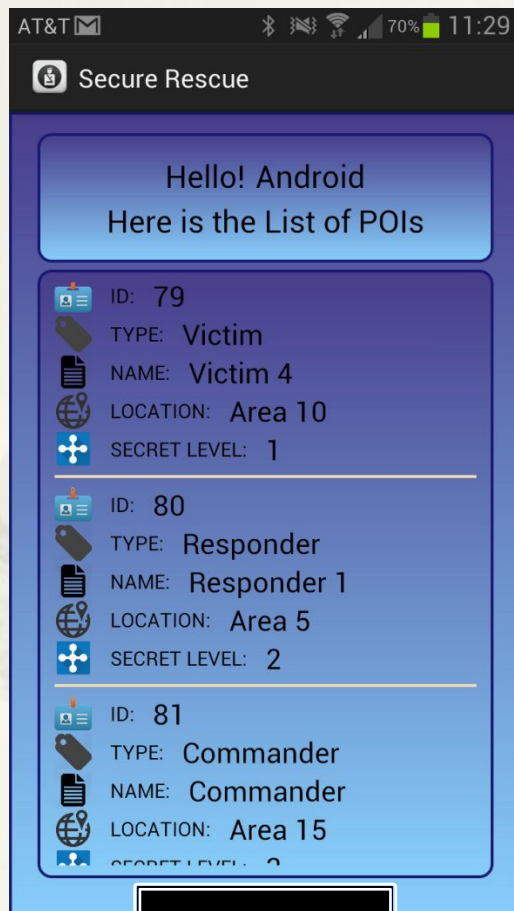 AT&T 70% 11:29
Secure Rescue
Hello! Android
Here is the List of POIs
ID: 79
TYPE: Victim
NAME: Victim 4
LOCATION: Area 10
SECRET LEVEL: 1
ID: 80
TYPE: Responder
NAME: Responder 1
LOCATION: Area 5
SECRET LEVEL: 2
ID: 81
TYPE: Commander
NAME: Commander
LOCATION: Area 15
SECRET LEVEL: